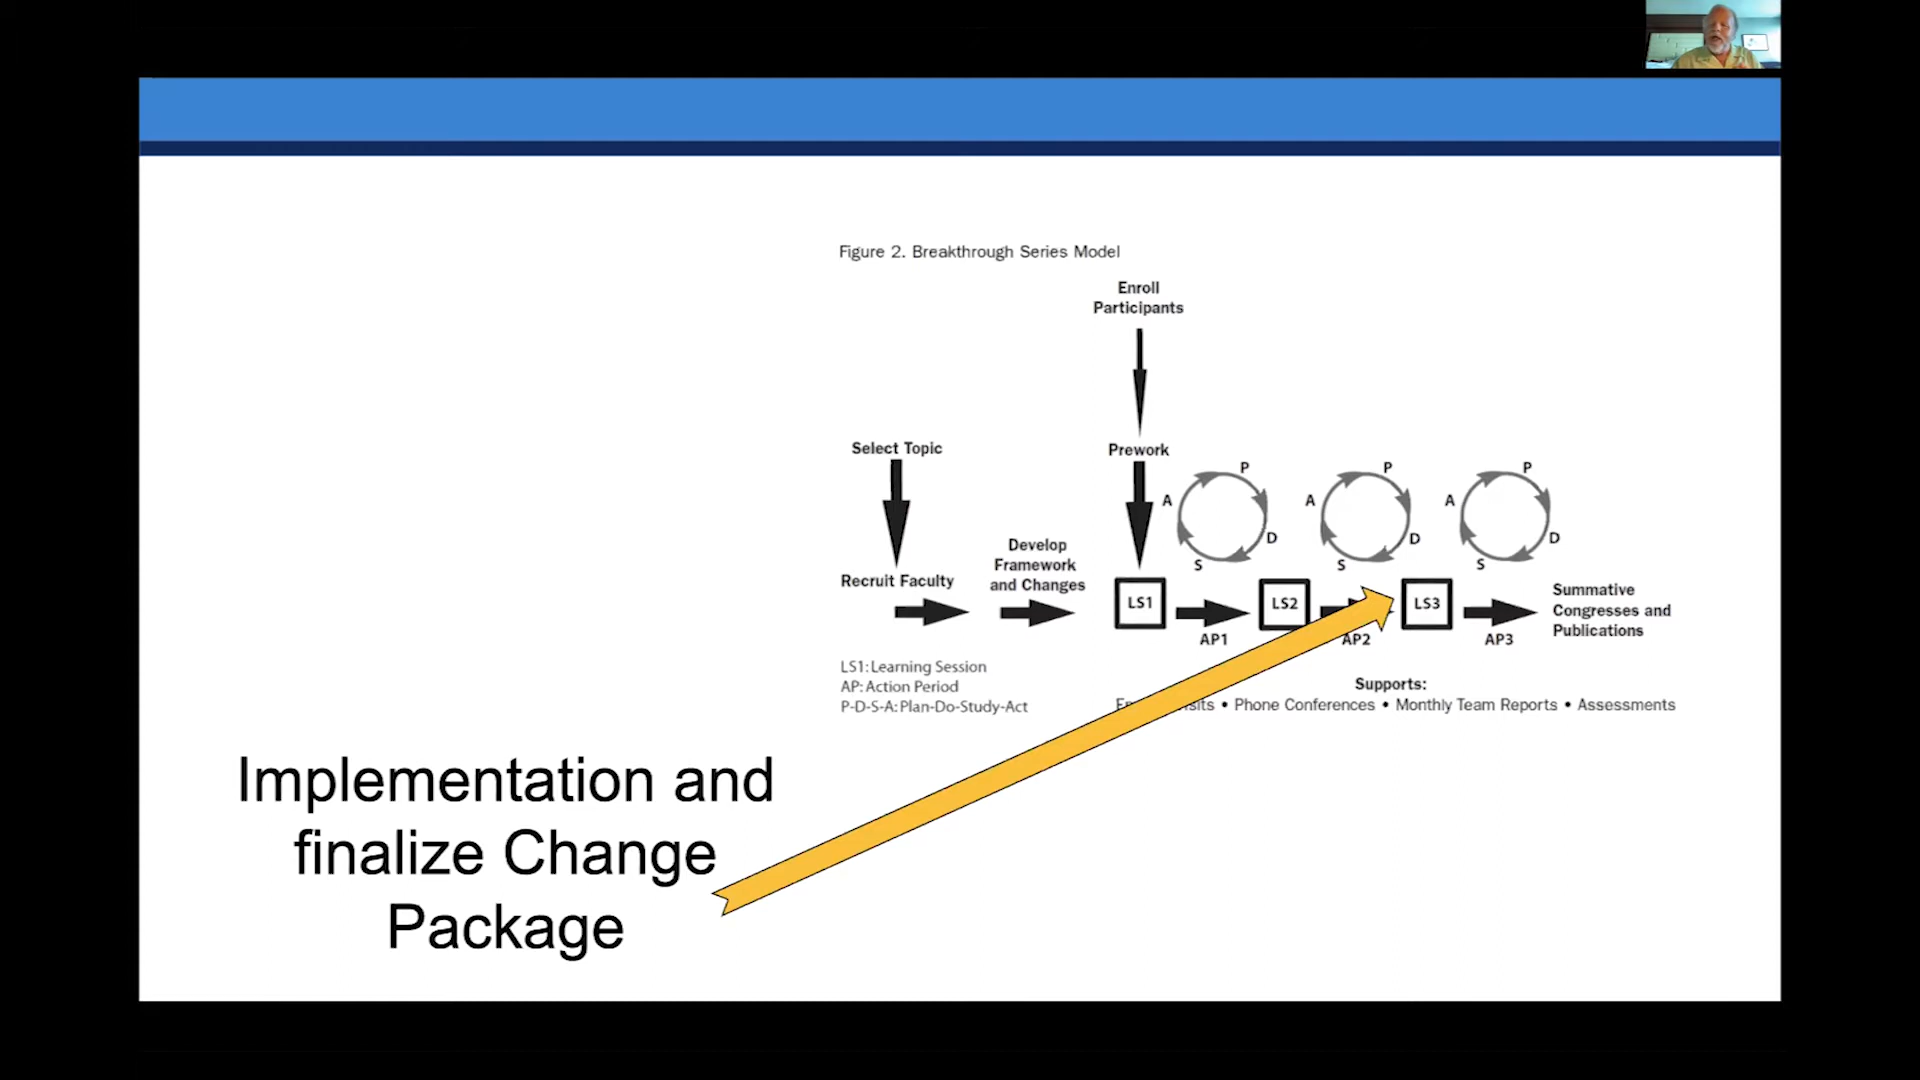 Figure 2. Breakthrough Series Model
Enroll
Participants
Select Topic
Prework
P
A
D
S
P
A
D
S
P
A
D
S
Recruit Faculty
Develop
Framework
and Changes
LS1
LS2
LS3
AP1
AP2
AP3
Summative
Congresses and
Publications
LS1: Learning Session
AP: Action Period
P-D-S-A: Plan-Do-Study-Act
Supports:
• Phone Conferences • Monthly Team Reports • Assessments
Implementation and
finalize Change
Package